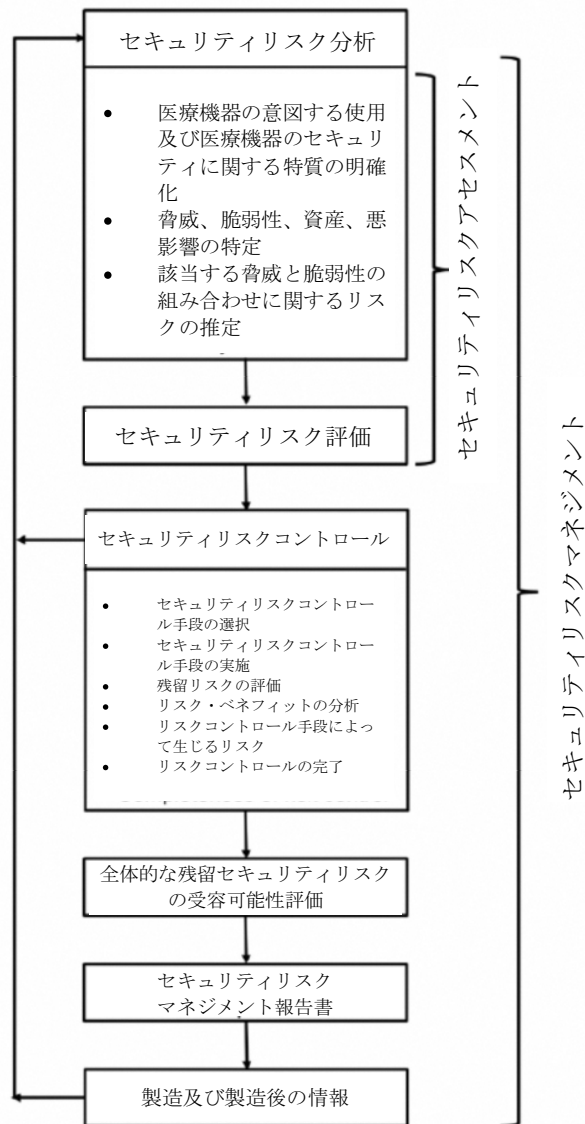 セキュリティリスク分析
• 医療機器の意図する使用
及び医療機器のセキュリ
ティに関する特質の明確
化
• 脅威、脆弱性、資産、悪
影響の特定
• 該当する脅威と脆弱性の
組み合わせに関するリス
クの推定
セキュリティリスク評価
セキュリティリスクアセスメント
セキュリティリスクコントロール
• セキュリティリスクコントロー
ル手段の選択
• セキュリティリスクコントロー
ル手段の実施
• 残留リスクの評価
• リスク・ベネフィットの分析
• リスクコントロール手段によっ
て生じるリスク
• リスクコントロールの完了
全体的な残留セキュリティリスク
の受容可能性評価
セキュリティリスク
マネジメント報告書
製造及び製造後の情報
セキュリティリスクマネジメント